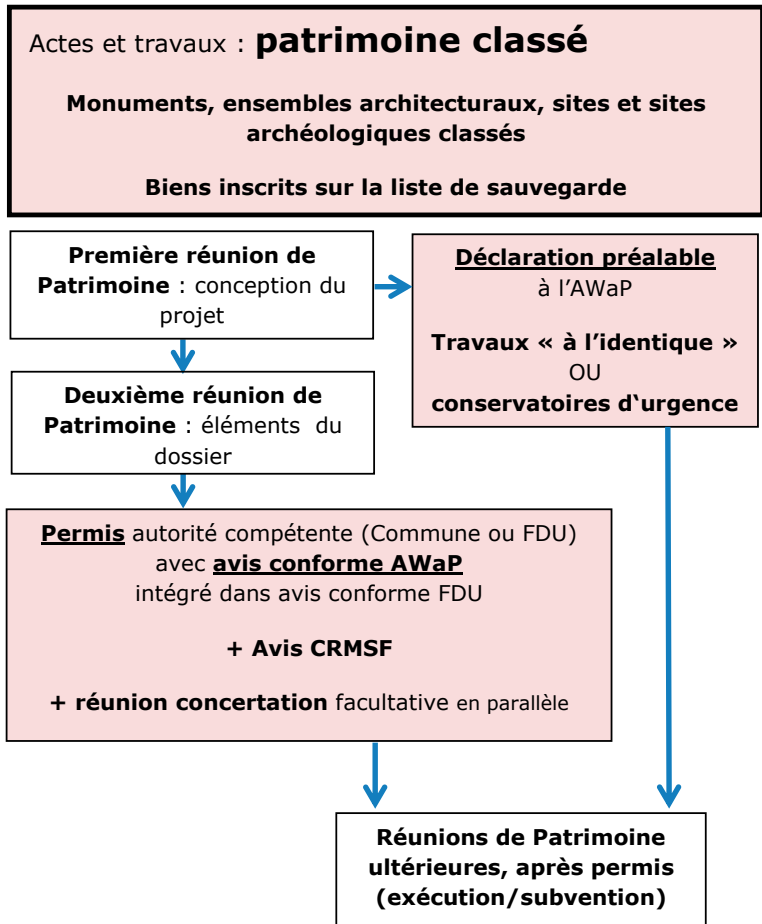 Actes et travaux : patrimoine classé
Monuments, ensembles architecturaux, sites et sites
archéologiques classés
Biens inscrits sur la liste de sauvegarde
Première réunion de
Patrimoine : conception du
projet
Déclaration préalable
à l'AWaP
Travaux « à l'identique »
OU
conservatoires d'urgence
Deuxième réunion de
Patrimoine : éléments du
dossier
Permis autorité compétente (Commune ou FDU)
avec avis conforme AWaP
intégré dans avis conforme FDU
+ Avis CRMSF
+ réunion concertation facultative en parallèle
Réunions de Patrimoine
ultérieures, après permis
(exécution/subvention)